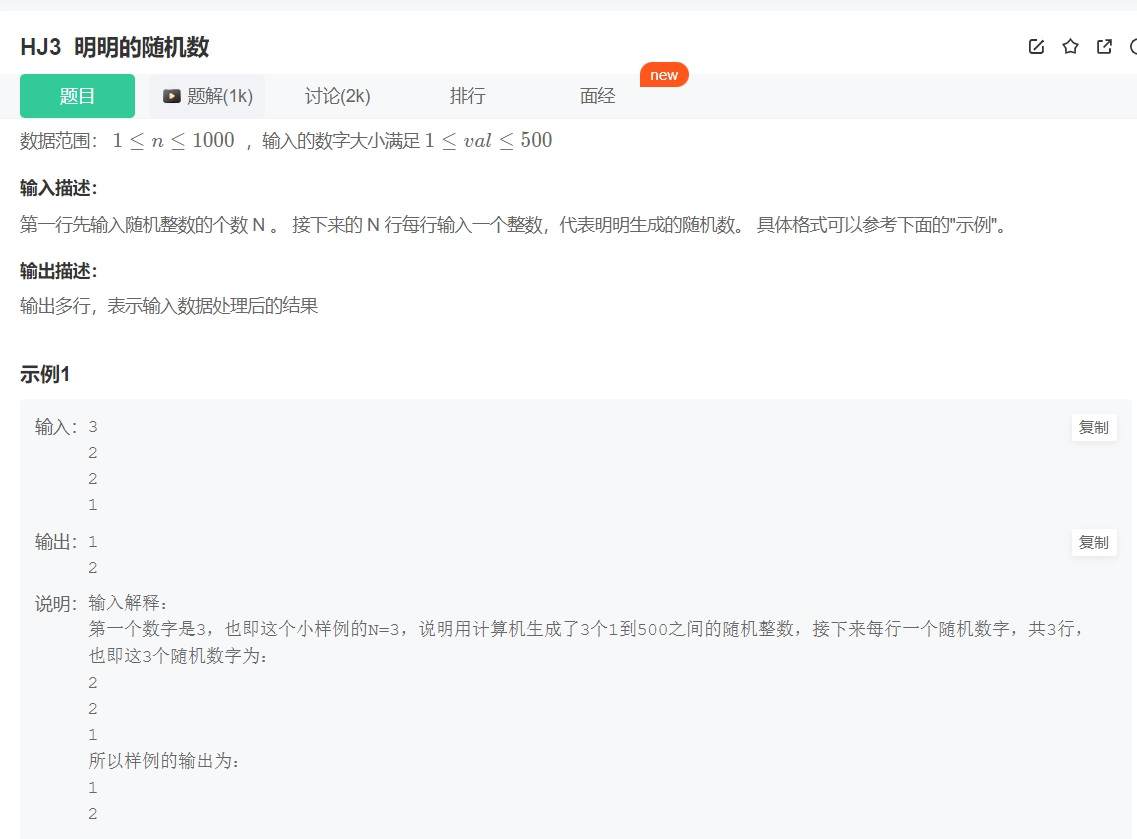 HJ3 明明的随机数
new
题目 题解(1k) 讨论(2k) 排行 面经
数据范围： 1 ≤ n ≤ 1000 ，输入的数字大小满足 1 ≤ val ≤ 500
输入描述：
第一行先输入随机整数的个数 N 。 接下来的 N 行每行输入一个整数，代表明明生成的随机数。 具体格式可以参考下面的"示例"。
输出描述：
输出多行，表示输入数据处理后的结果
示例1
输入：3 复制
2
2
1
输出：1 复制
2
说明：输入解释：
第一个数字是3，也即这个小样例的N=3，说明用计算机生成了3个1到500之间的随机整数，接下来每行一个随机数字，共3行，
也即这3个随机数字为：
2
2
1
所以样例的输出为：
1
2